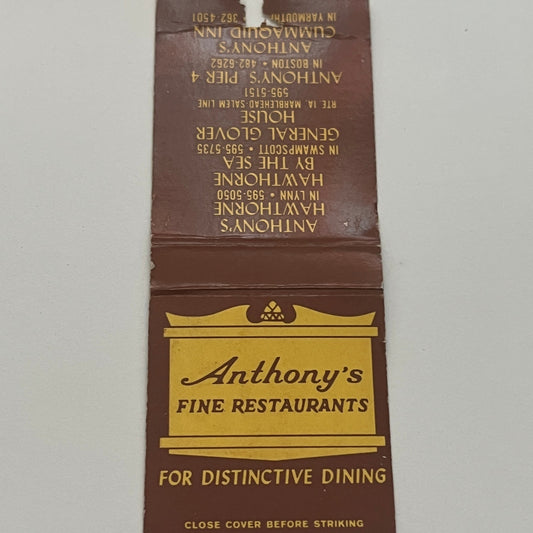 ANTHONY'S
HAWTHORNE
IN LYNN • 595-5050
HAWTHORNE
BY THE SEA
IN SWAMPSCOTT • 595-5735
GENERAL GLOVER
HOUSE
RTE 1A, MARBLEHEAD-SALEM LINE
595-5151
ANTHONY'S PIER 4
IN BOSTON • 482-6262
ANTHONY'S
CUMMAQUID INN
IN 362-4501
Anthony's
FINE RESTAURANTS
FOR DISTINCTIVE DINING
CLOSE COVER BEFORE STRIKING